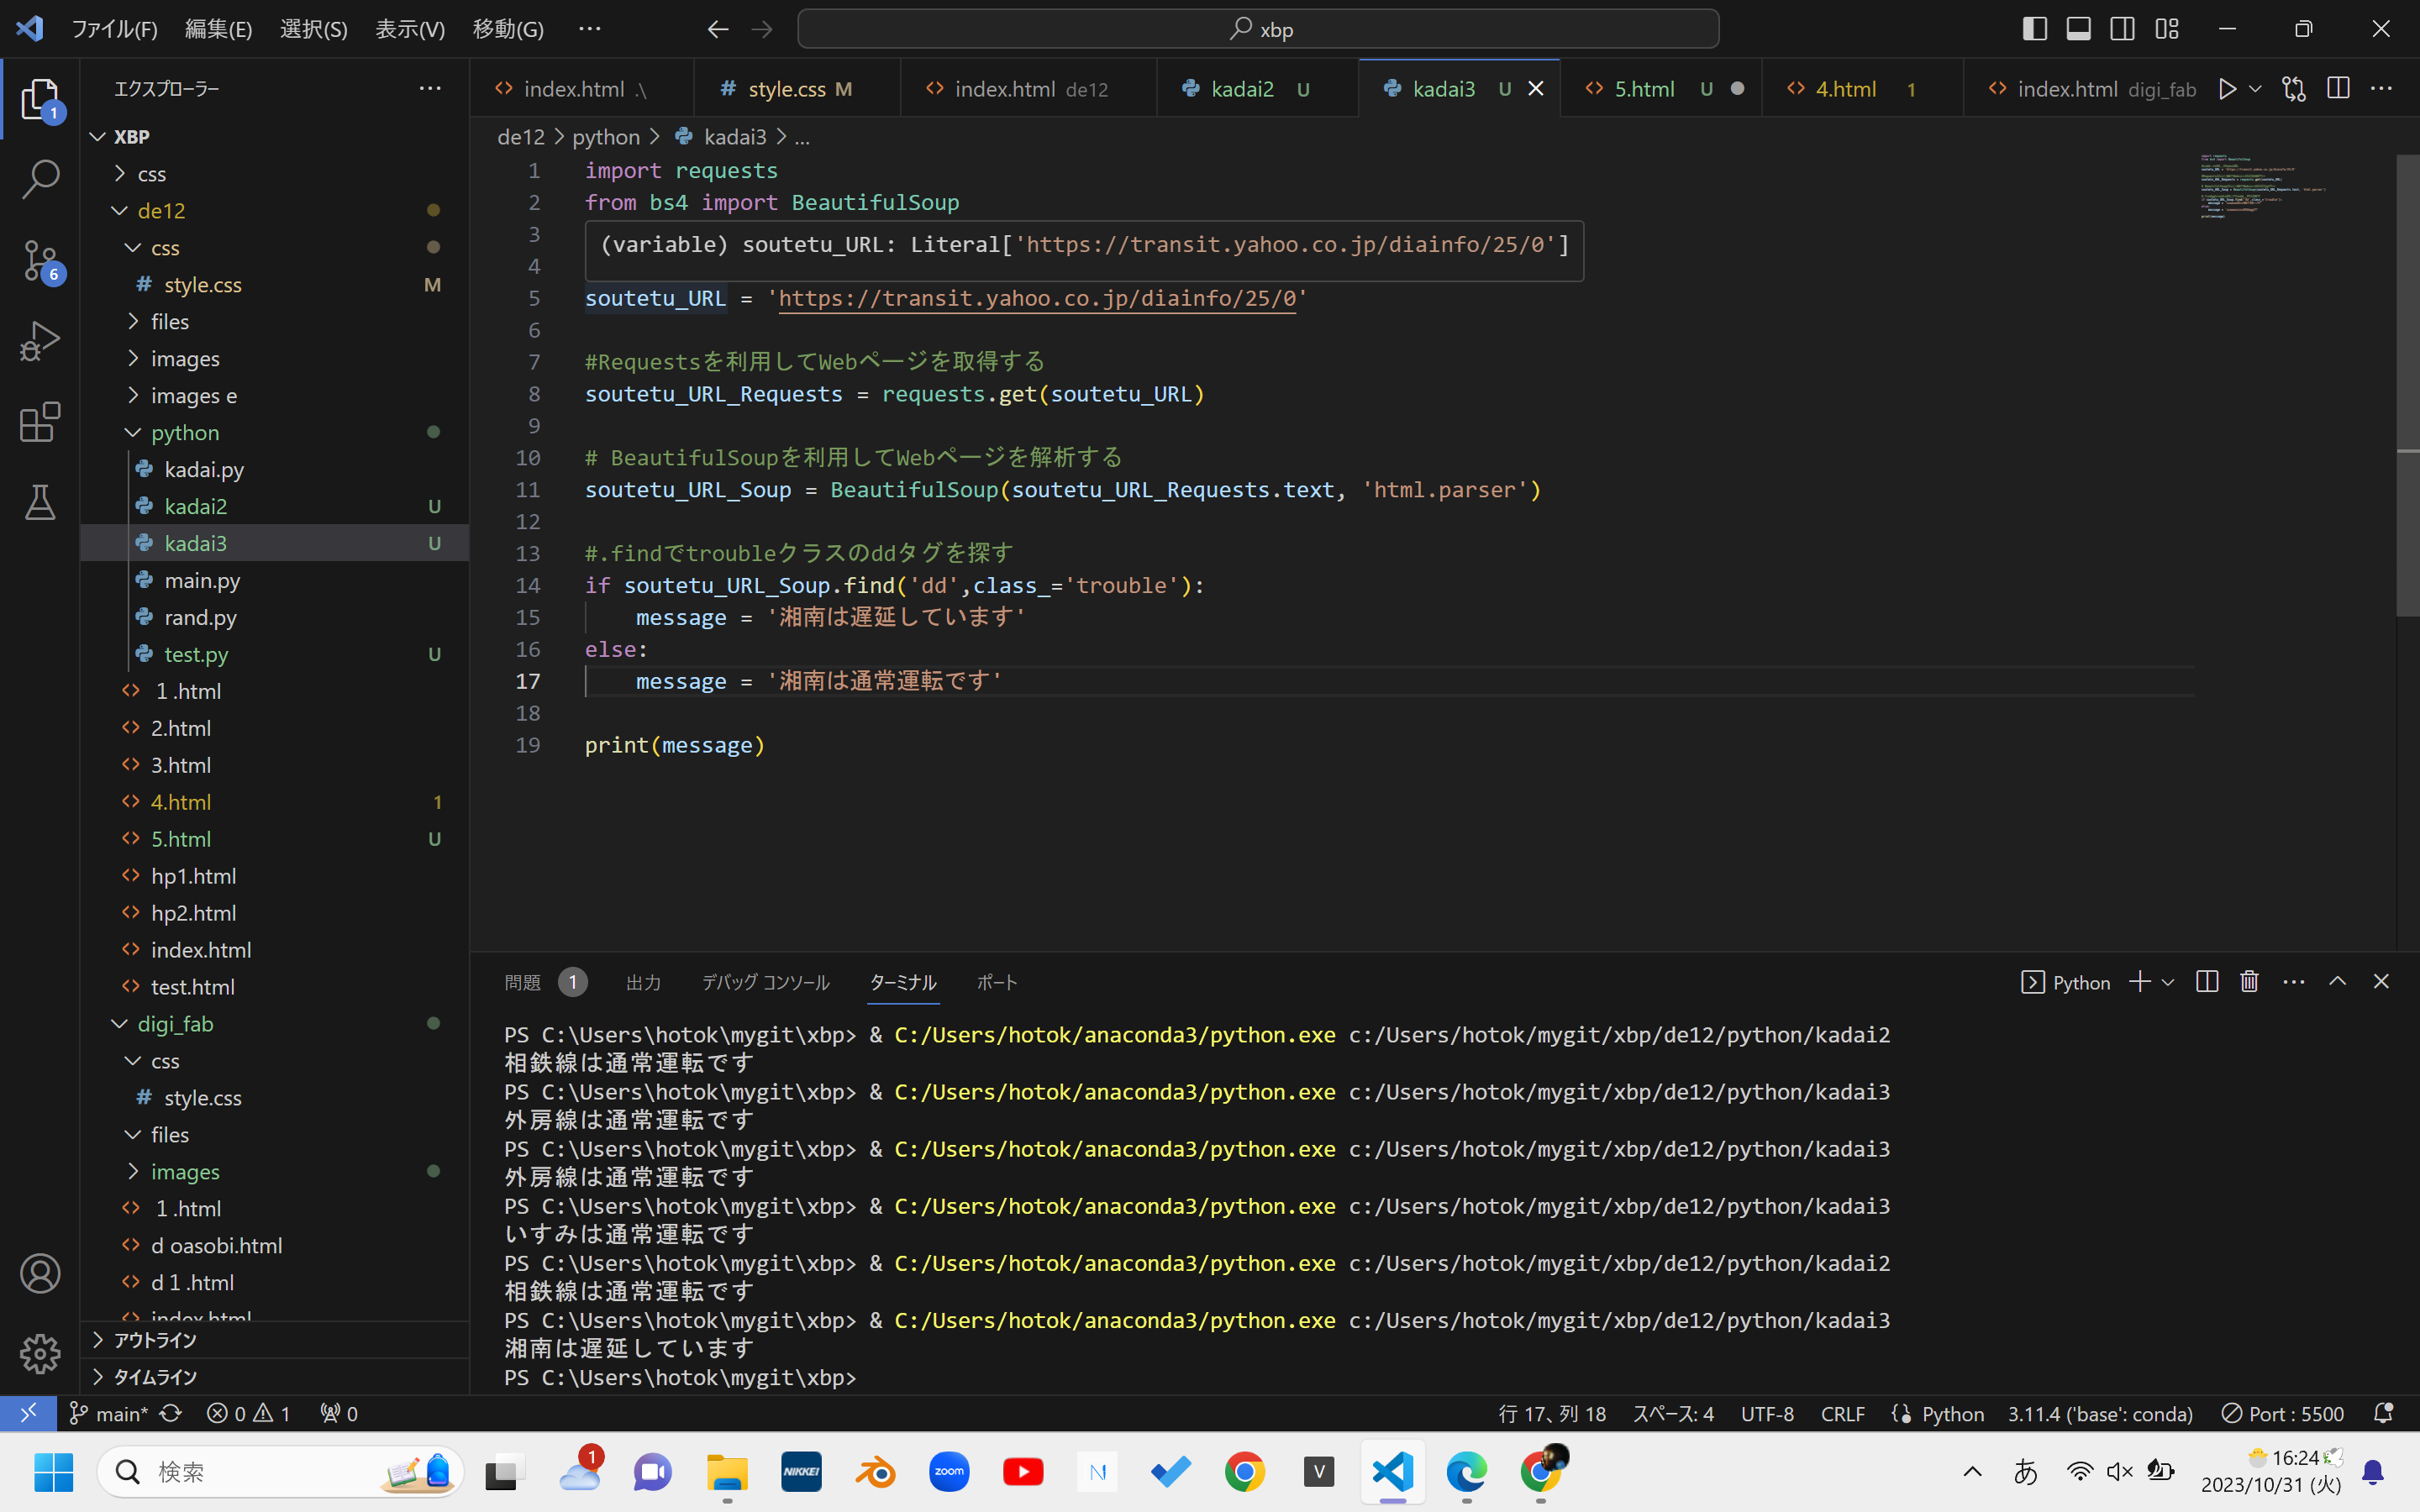 ファイル(F) 編集(E) 選択(S) 表示(V) 移動(G) … xbp
エクスプローラー …
index.html .\ # style.css M index.html de12 kadai2 U kadai3 U 5.html U 4.html 1 index.html digi_fab
de12 > python > kadai3 > ...
XBP
css
de12
css
# style.css M
files
images
images e
python
kadai.py
kadai2 U
kadai3 U
main.py
rand.py
test.py U
1 .html
2.html
3.html
4.html 1
5.html U
hp1.html
hp2.html
index.html
test.html
digi_fab
css
# style.css
files
images
1 .html
d oasobi.html
d 1 .html
index.html
アウトライン
タイムライン
1
6
1 import requests
2 from bs4 import BeautifulSoup
3
(variable) soutetu_URL: Literal['https://transit.yahoo.co.jp/diainfo/25/0']
4
5 soutetu_URL = 'https://transit.yahoo.co.jp/diainfo/25/0'
6
7 #Requestsを利用してWebページを取得する
8 soutetu_URL_Requests = requests.get(soutetu_URL)
9
10 # BeautifulSoupを利用してWebページを解析する
11 soutetu_URL_Soup = BeautifulSoup(soutetu_URL_Requests.text, 'html.parser')
12
13 #.findでtroubleクラスのddタグを探す
14 if soutetu_URL_Soup.find('dd',class_='trouble'):
15 message = '湘南は遅延しています'
16 else:
17 message = '湘南は通常運転です'
18
19 print(message)
問題 1 出力 デバッグ コンソール ターミナル ポート Python
PS C:\Users\hotok\mygit\xbp> & C:/Users/hotok/anaconda3/python.exe c:/Users/hotok/mygit/xbp/de12/python/kadai2
相鉄線は通常運転です
PS C:\Users\hotok\mygit\xbp> & C:/Users/hotok/anaconda3/python.exe c:/Users/hotok/mygit/xbp/de12/python/kadai3
外房線は通常運転です
PS C:\Users\hotok\mygit\xbp> & C:/Users/hotok/anaconda3/python.exe c:/Users/hotok/mygit/xbp/de12/python/kadai3
外房線は通常運転です
PS C:\Users\hotok\mygit\xbp> & C:/Users/hotok/anaconda3/python.exe c:/Users/hotok/mygit/xbp/de12/python/kadai3
いすみは通常運転です
PS C:\Users\hotok\mygit\xbp> & C:/Users/hotok/anaconda3/python.exe c:/Users/hotok/mygit/xbp/de12/python/kadai2
相鉄線は通常運転です
PS C:\Users\hotok\mygit\xbp> & C:/Users/hotok/anaconda3/python.exe c:/Users/hotok/mygit/xbp/de12/python/kadai3
湘南は遅延しています
PS C:\Users\hotok\mygit\xbp>
main* 0 1 0 行 17、列 18 スペース: 4 UTF-8 CRLF Python 3.11.4 ('base': conda) Port : 5500
検索 1 NIKKEI zoom N V あ 16:24
2023/10/31 (火)